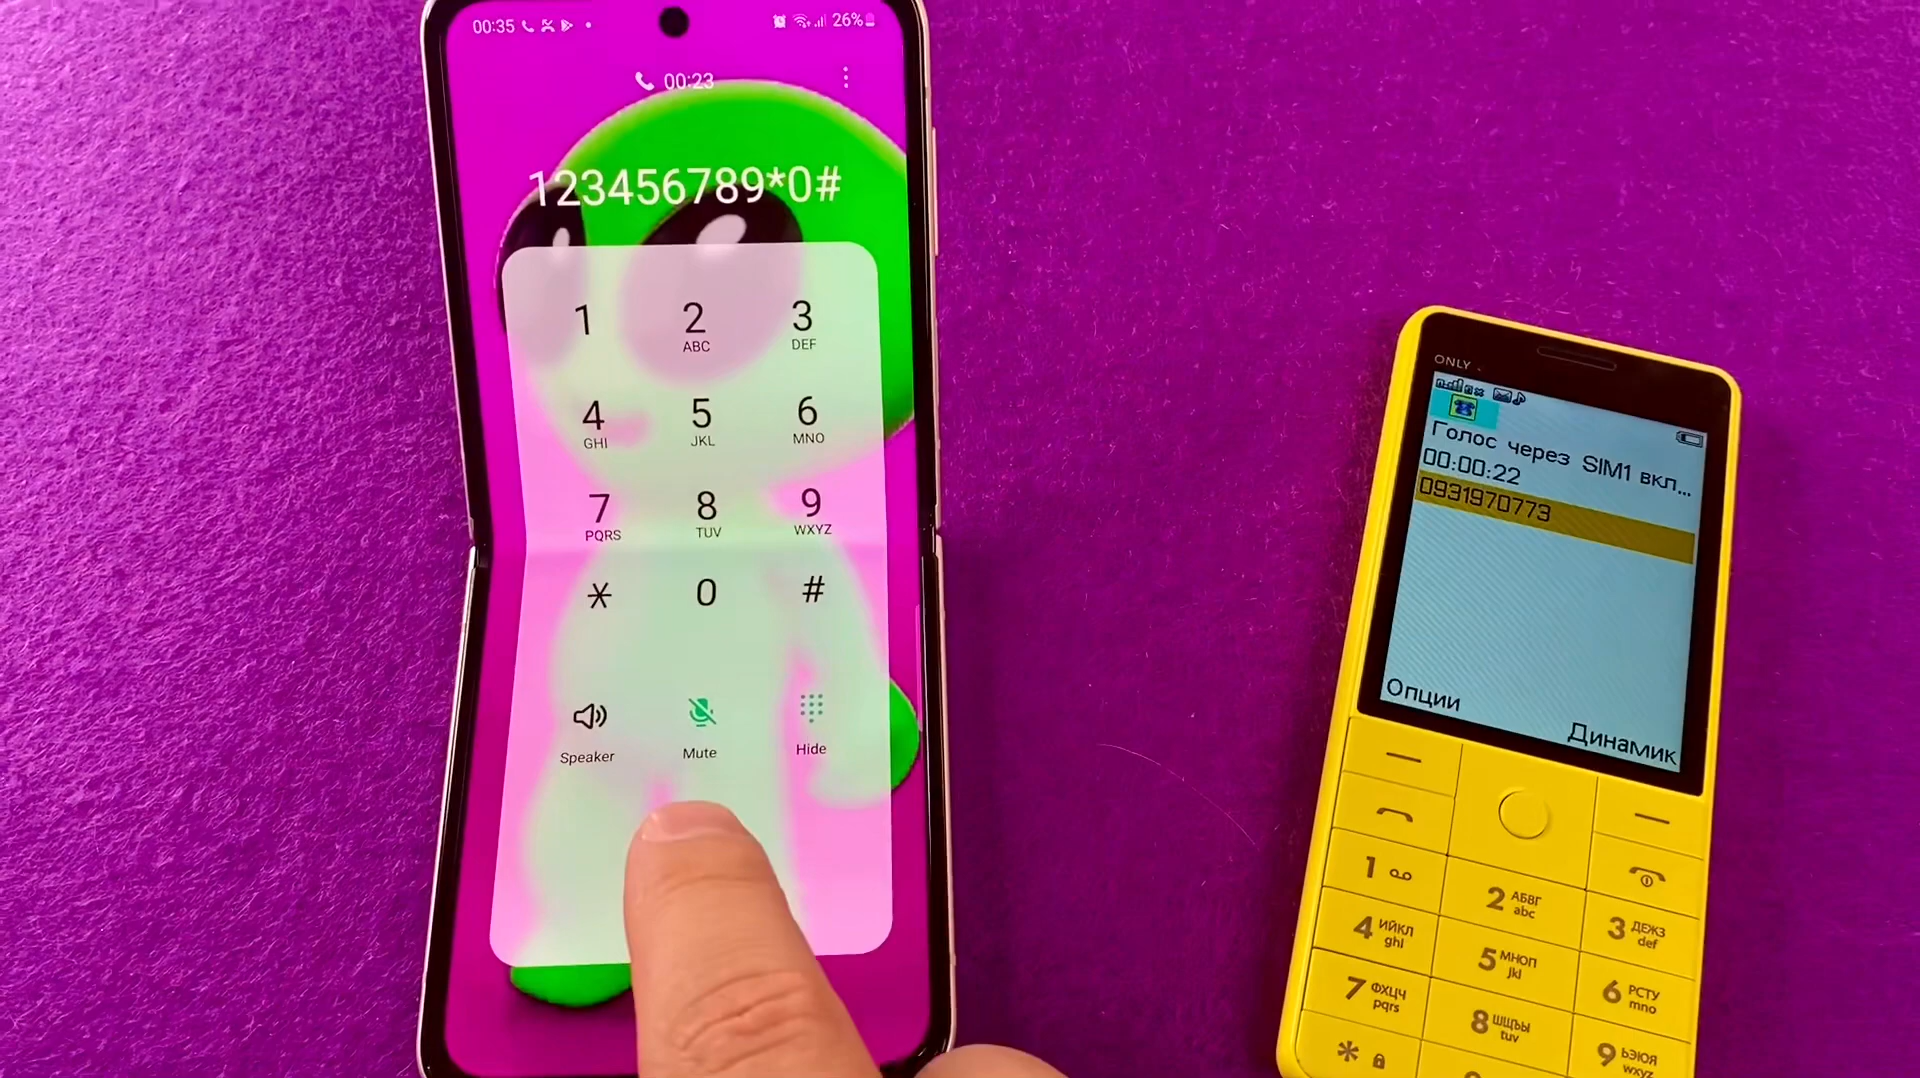 00:35 26%
00:23
123456789*0#
1 2 3
ABC DEF
4 5 6
GHI JKL MNO
7 8 9
PQRS TUV WXYZ
* 0 #
Speaker Mute Hide
ONLY
Голос через SIM1 вкл...
00:00:22
0931970773
Опции
Динамик
1
2 АБВГ abc
3 ДЕЖЗ def
4 ИЙКЛ ghi
5 МНОП jkl
6 РСТУ mno
7 ФХЦЧ pqrs
8 ШЩЪЫ tuv
9 ЬЭЮЯ wxyz
*